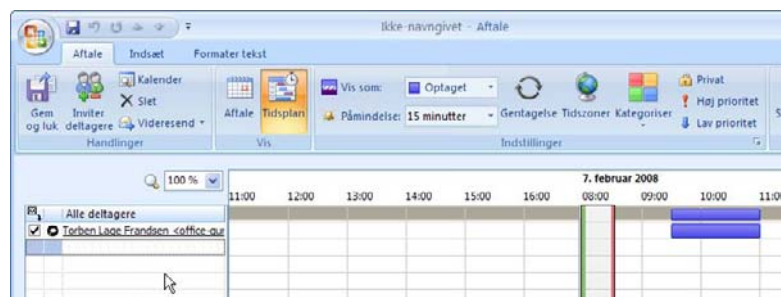 Ikke-navngivet - Aftale
Aftale Indsæt Formater tekst
Gem og luk
Inviter deltagere
Kalender
Slet
Videresend
Handlinger
Aftale
Tidsplan
Vis
Vis som: Optaget
Påmindelse: 15 minutter
Gentagelse
Tidszoner
Kategoriser
Privat
Høj prioritet
Lav prioritet
Indstillinger
S
100 %
7. februar 2008
11:00 12:00 13:00 14:00 15:00 16:00 08:00 09:00 10:00 11:0
Alle deltagere
Torben Lage Frandsen <office-gur